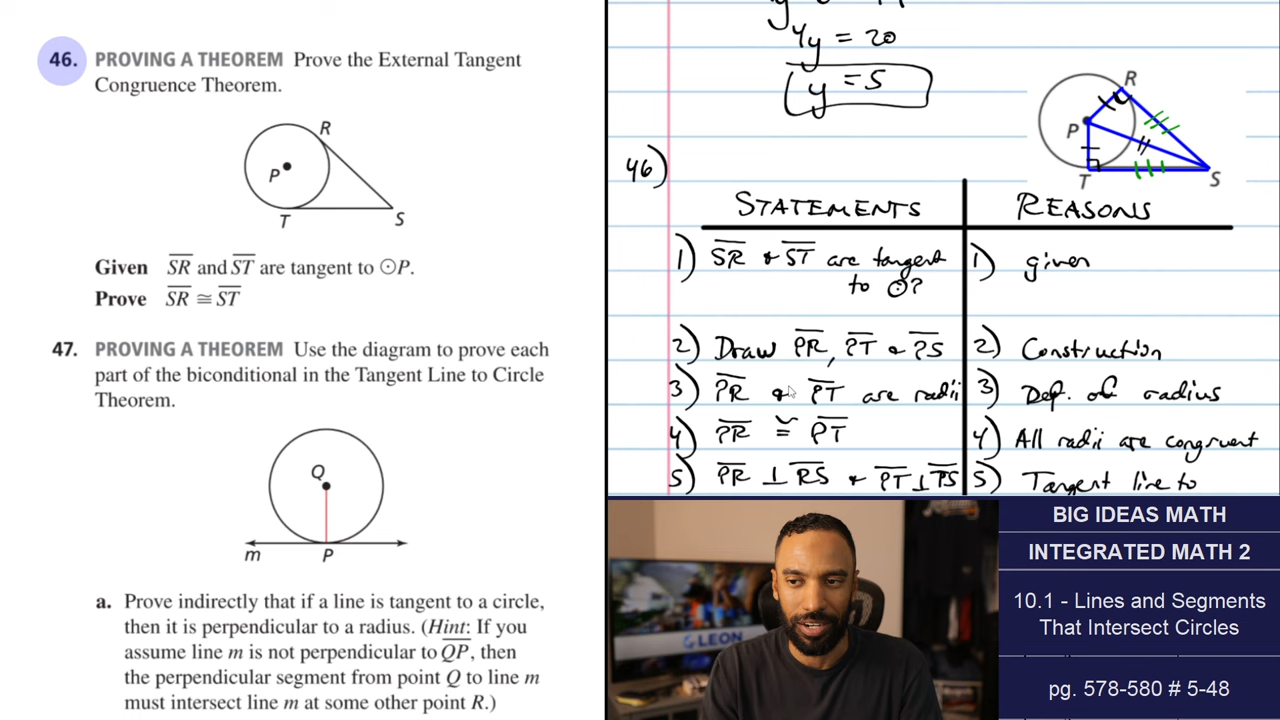 46. PROVING A THEOREM Prove the External Tangent
Congruence Theorem.
R
P
T
S
Given SR and ST are tangent to ⊙P.
Prove SR ≅ ST
47. PROVING A THEOREM Use the diagram to prove each
part of the biconditional in the Tangent Line to Circle
Theorem.
Q
m
P
a. Prove indirectly that if a line is tangent to a circle,
then it is perpendicular to a radius. (Hint: If you
assume line m is not perpendicular to QP, then
the perpendicular segment from point Q to line m
must intersect line m at some other point R.)
4y = 20
y = 5
R
P
T
S
46)
STATEMENTS
REASONS
1) SR + ST are tangent
to ⊙P
1) given
2) Draw PR, PT + PS
2) Construction
3) PR + PT are radii
3) Def. of radius
4) PR ≅ PT
4) All radii are congruent
5) PR ⊥ RS + PT ⊥ PS
5) Tangent line to
LEON
BIG IDEAS MATH
INTEGRATED MATH 2
10.1 - Lines and Segments
That Intersect Circles
pg. 578-580 # 5-48